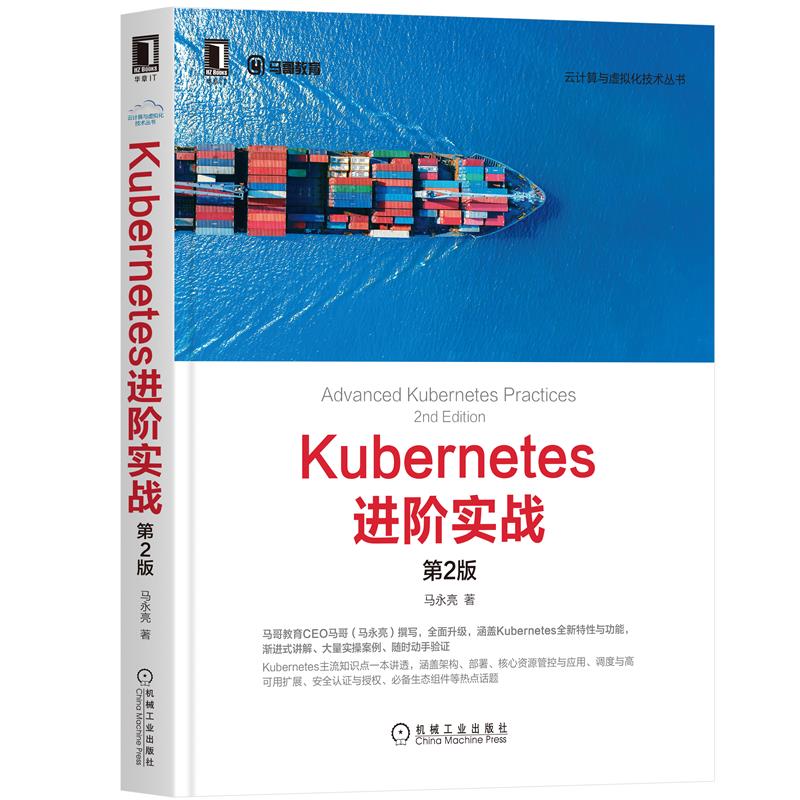 HZ BOOKS
华章IT
云计算与虚拟化
技术丛书
Kubernetes进阶实战
第2版
马永亮 著
机械工业出版社
China Machine Press
HZ BOOKS
华章IT
马哥教育
云计算与虚拟化技术丛书
Advanced Kubernetes Practices
2nd Edition
Kubernetes
进阶实战
第2版
马永亮 著
马哥教育CEO马哥（马永亮）撰写，全面升级，涵盖Kubernetes全新特性与功能，
渐进式讲解、大量实操案例、随时动手验证
Kubernetes主流知识点一本讲透，涵盖架构、部署、核心资源管控与应用、调度与高
可用扩展、安全认证与授权、必备生态组件等热点话题
机械工业出版社
China Machine Press